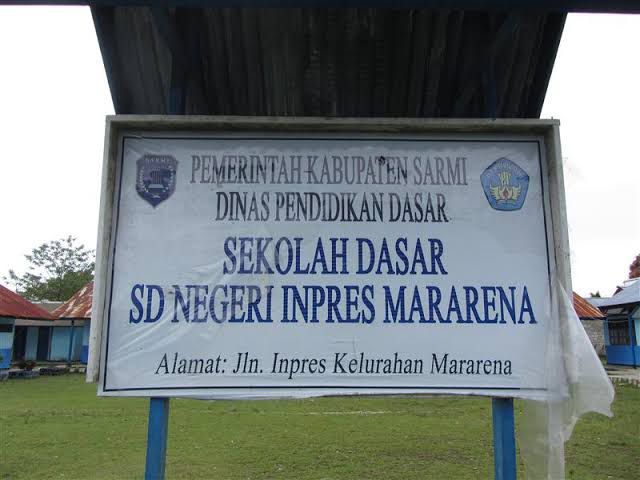 PEMERINTAH KABUPATEN SARMI
DINAS PENDIDIKAN DASAR
SEKOLAH DASAR
SD NEGERI INPRES MARARENA
Alamat: Jln. Inpres Kelurahan Mararena